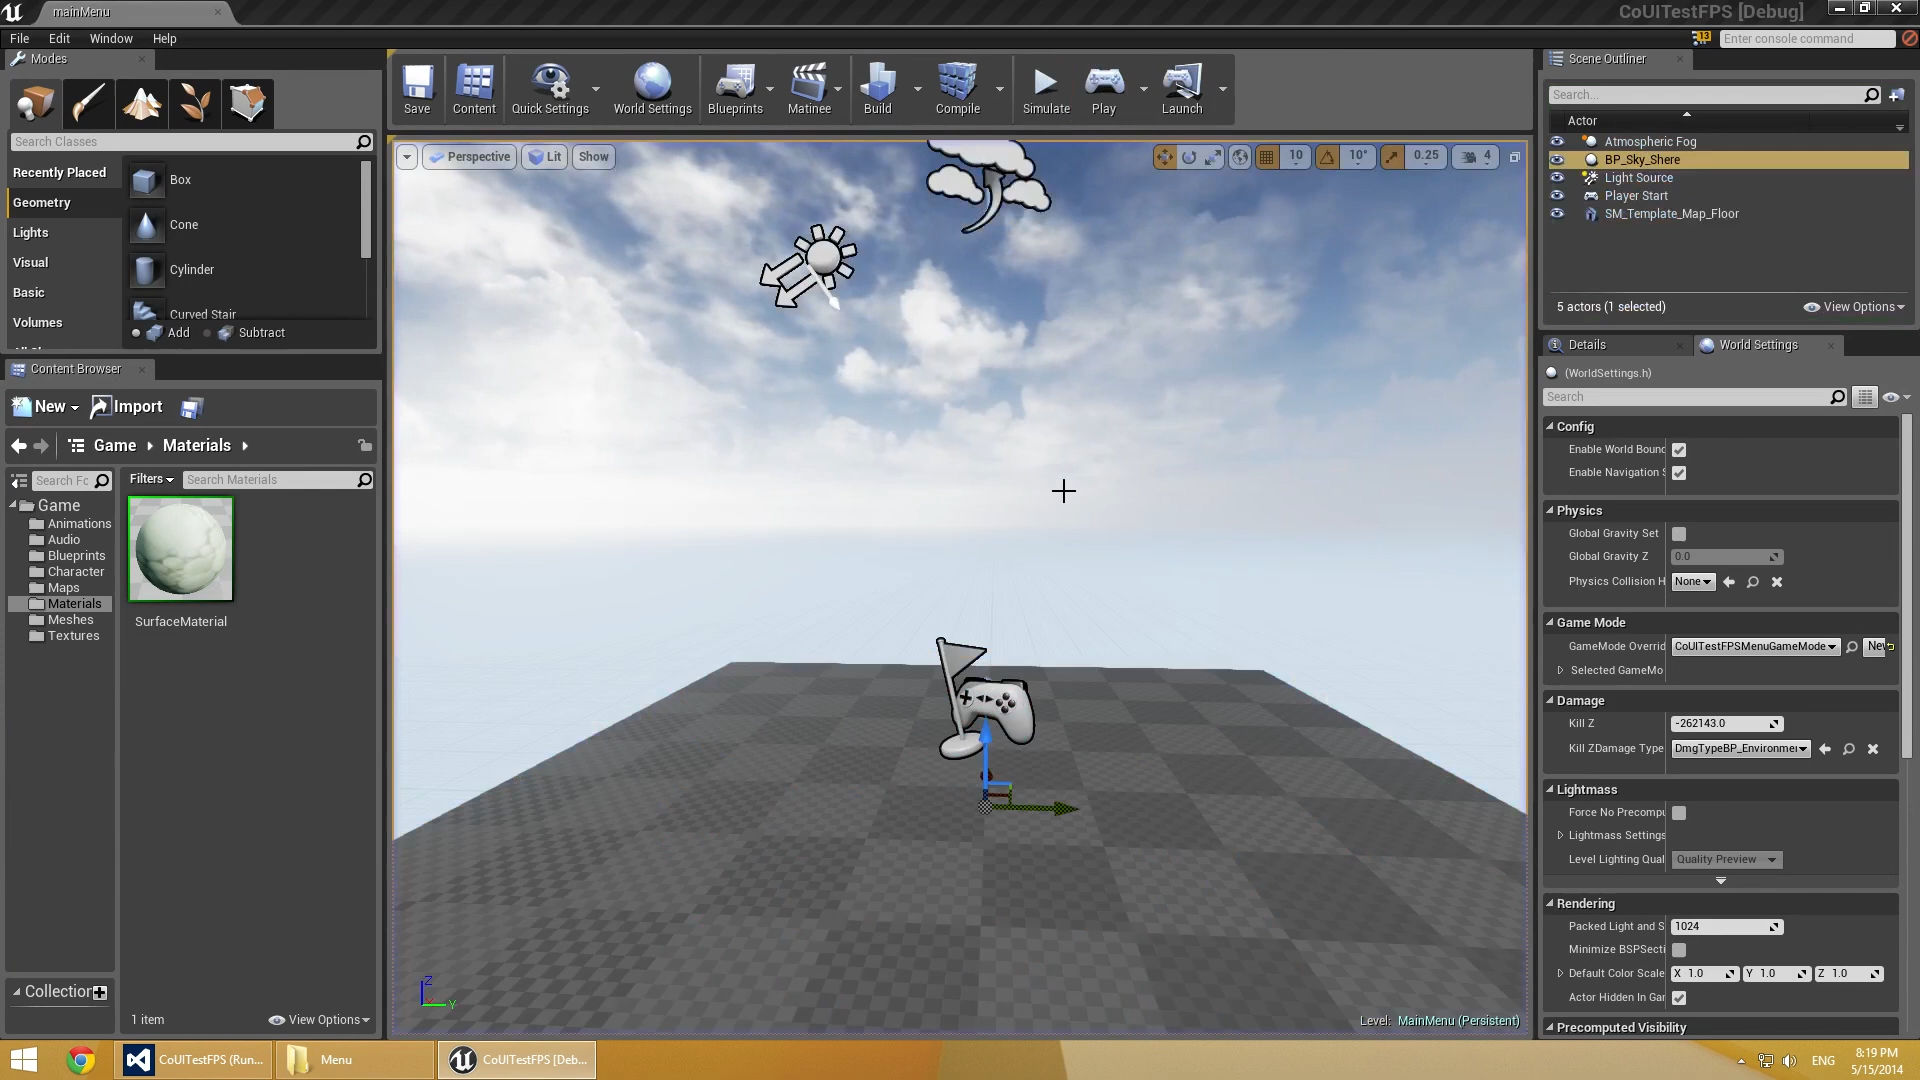 mainMenu
CoUITestFPS [Debug]
File Edit Window Help
13
Enter console command
Modes
Search Classes
Recently Placed
Geometry
Lights
Visual
Basic
Volumes
Box
Cone
Cylinder
Curved Stair
Add Subtract
Save Content Quick Settings World Settings Blueprints Matinee Build Compile Simulate Play Launch
Perspective Lit Show
10 10° 0.25 4
Level: MainMenu (Persistent)
Z
Y
Content Browser
New Import
Game Materials
Search Fc
Filters Search Materials
Game
Animations
Audio
Blueprints
Character
Maps
Materials
Meshes
Textures
SurfaceMaterial
Collection
1 item View Options
Scene Outliner
Search...
Actor
Atmospheric Fog
BP_Sky_Shere
Light Source
Player Start
SM_Template_Map_Floor
5 actors (1 selected) View Options
Details World Settings
(WorldSettings.h)
Search
Config
Enable World Bounc
Enable Navigation S
Physics
Global Gravity Set
Global Gravity Z 0.0
Physics Collision H None
Game Mode
GameMode Overrid CoUITestFPSMenuGameMode Ne
Selected GameMo
Damage
Kill Z -262143.0
Kill ZDamage Type DmgTypeBP_Environmer
Lightmass
Force No Precompu
Lightmass Settings
Level Lighting Qual Quality Preview
Rendering
Packed Light and S 1024
Minimize BSPSecti
Default Color Scale X 1.0 Y 1.0 Z 1.0
Actor Hidden In Gar
Precomputed Visibility
CoUITestFPS (Run... Menu CoUITestFPS [Deb...
ENG
8:19 PM
5/15/2014